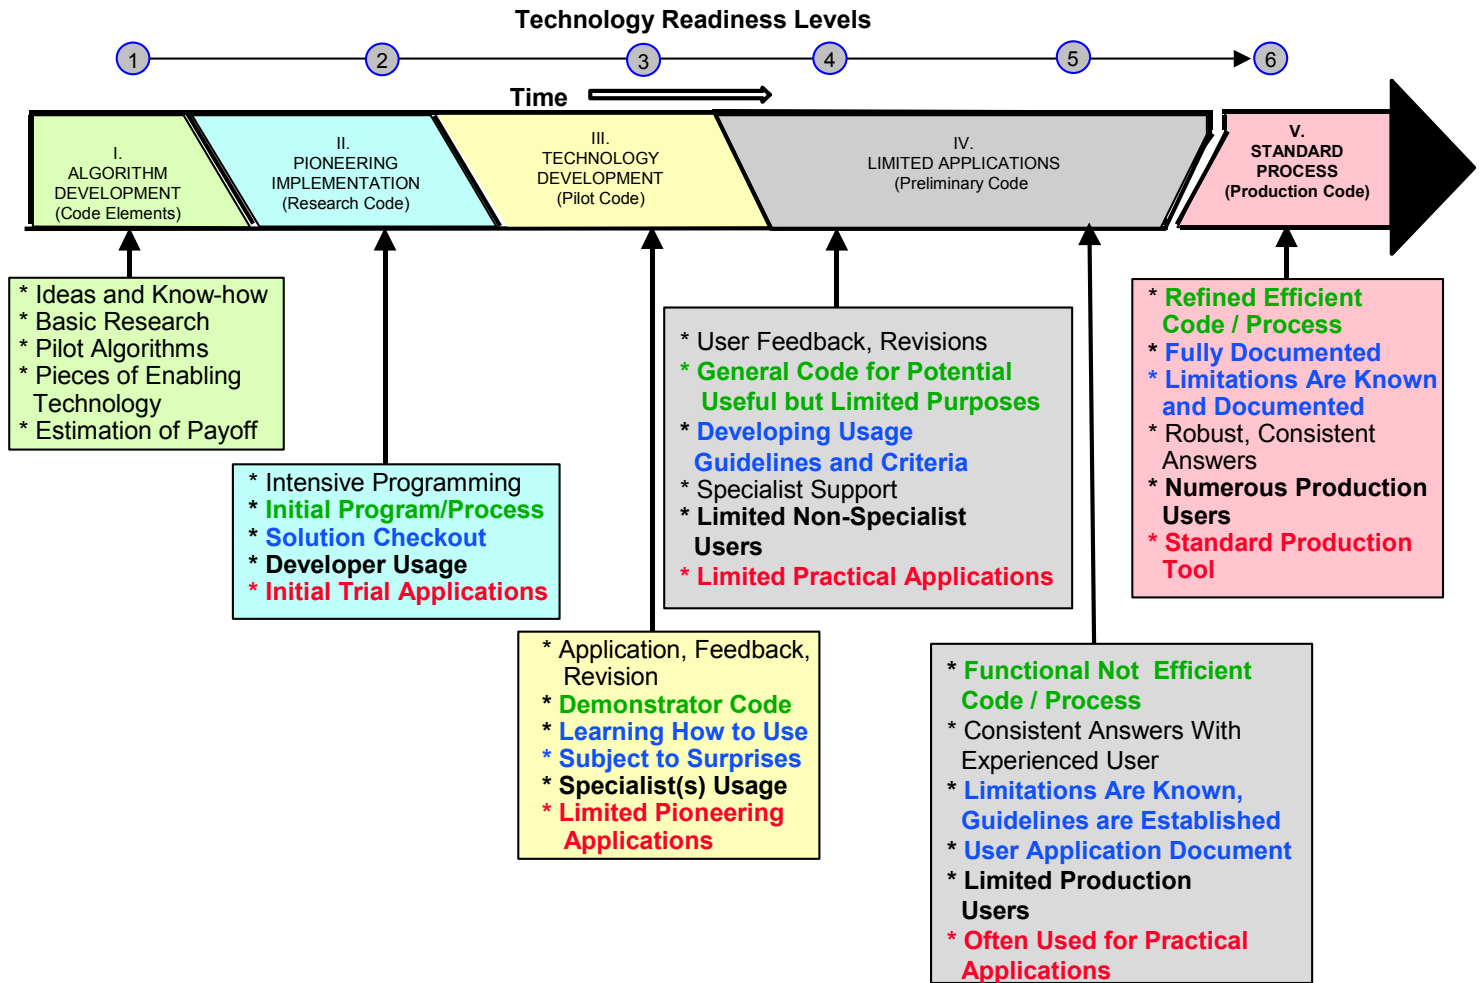 Technology Readiness Levels
1
2
3
4
5
6
Time
I.
ALGORITHM
DEVELOPMENT
(Code Elements)
II.
PIONEERING
IMPLEMENTATION
(Research Code)
III.
TECHNOLOGY
DEVELOPMENT
(Pilot Code)
IV.
LIMITED APPLICATIONS
(Preliminary Code
V.
STANDARD
PROCESS
(Production Code)
* Ideas and Know-how
* Basic Research
* Pilot Algorithms
* Pieces of Enabling
Technology
* Estimation of Payoff
* Intensive Programming
* Initial Program/Process
* Solution Checkout
* Developer Usage
* Initial Trial Applications
* Application, Feedback,
Revision
* Demonstrator Code
* Learning How to Use
* Subject to Surprises
* Specialist(s) Usage
* Limited Pioneering
Applications
* User Feedback, Revisions
* General Code for Potential
Useful but Limited Purposes
* Developing Usage
Guidelines and Criteria
* Specialist Support
* Limited Non-Specialist
Users
* Limited Practical Applications
* Functional Not Efficient
Code / Process
* Consistent Answers With
Experienced User
* Limitations Are Known,
Guidelines are Established
* User Application Document
* Limited Production
Users
* Often Used for Practical
Applications
* Refined Efficient
Code / Process
* Fully Documented
* Limitations Are Known
and Documented
* Robust, Consistent
Answers
* Numerous Production
Users
* Standard Production
Tool